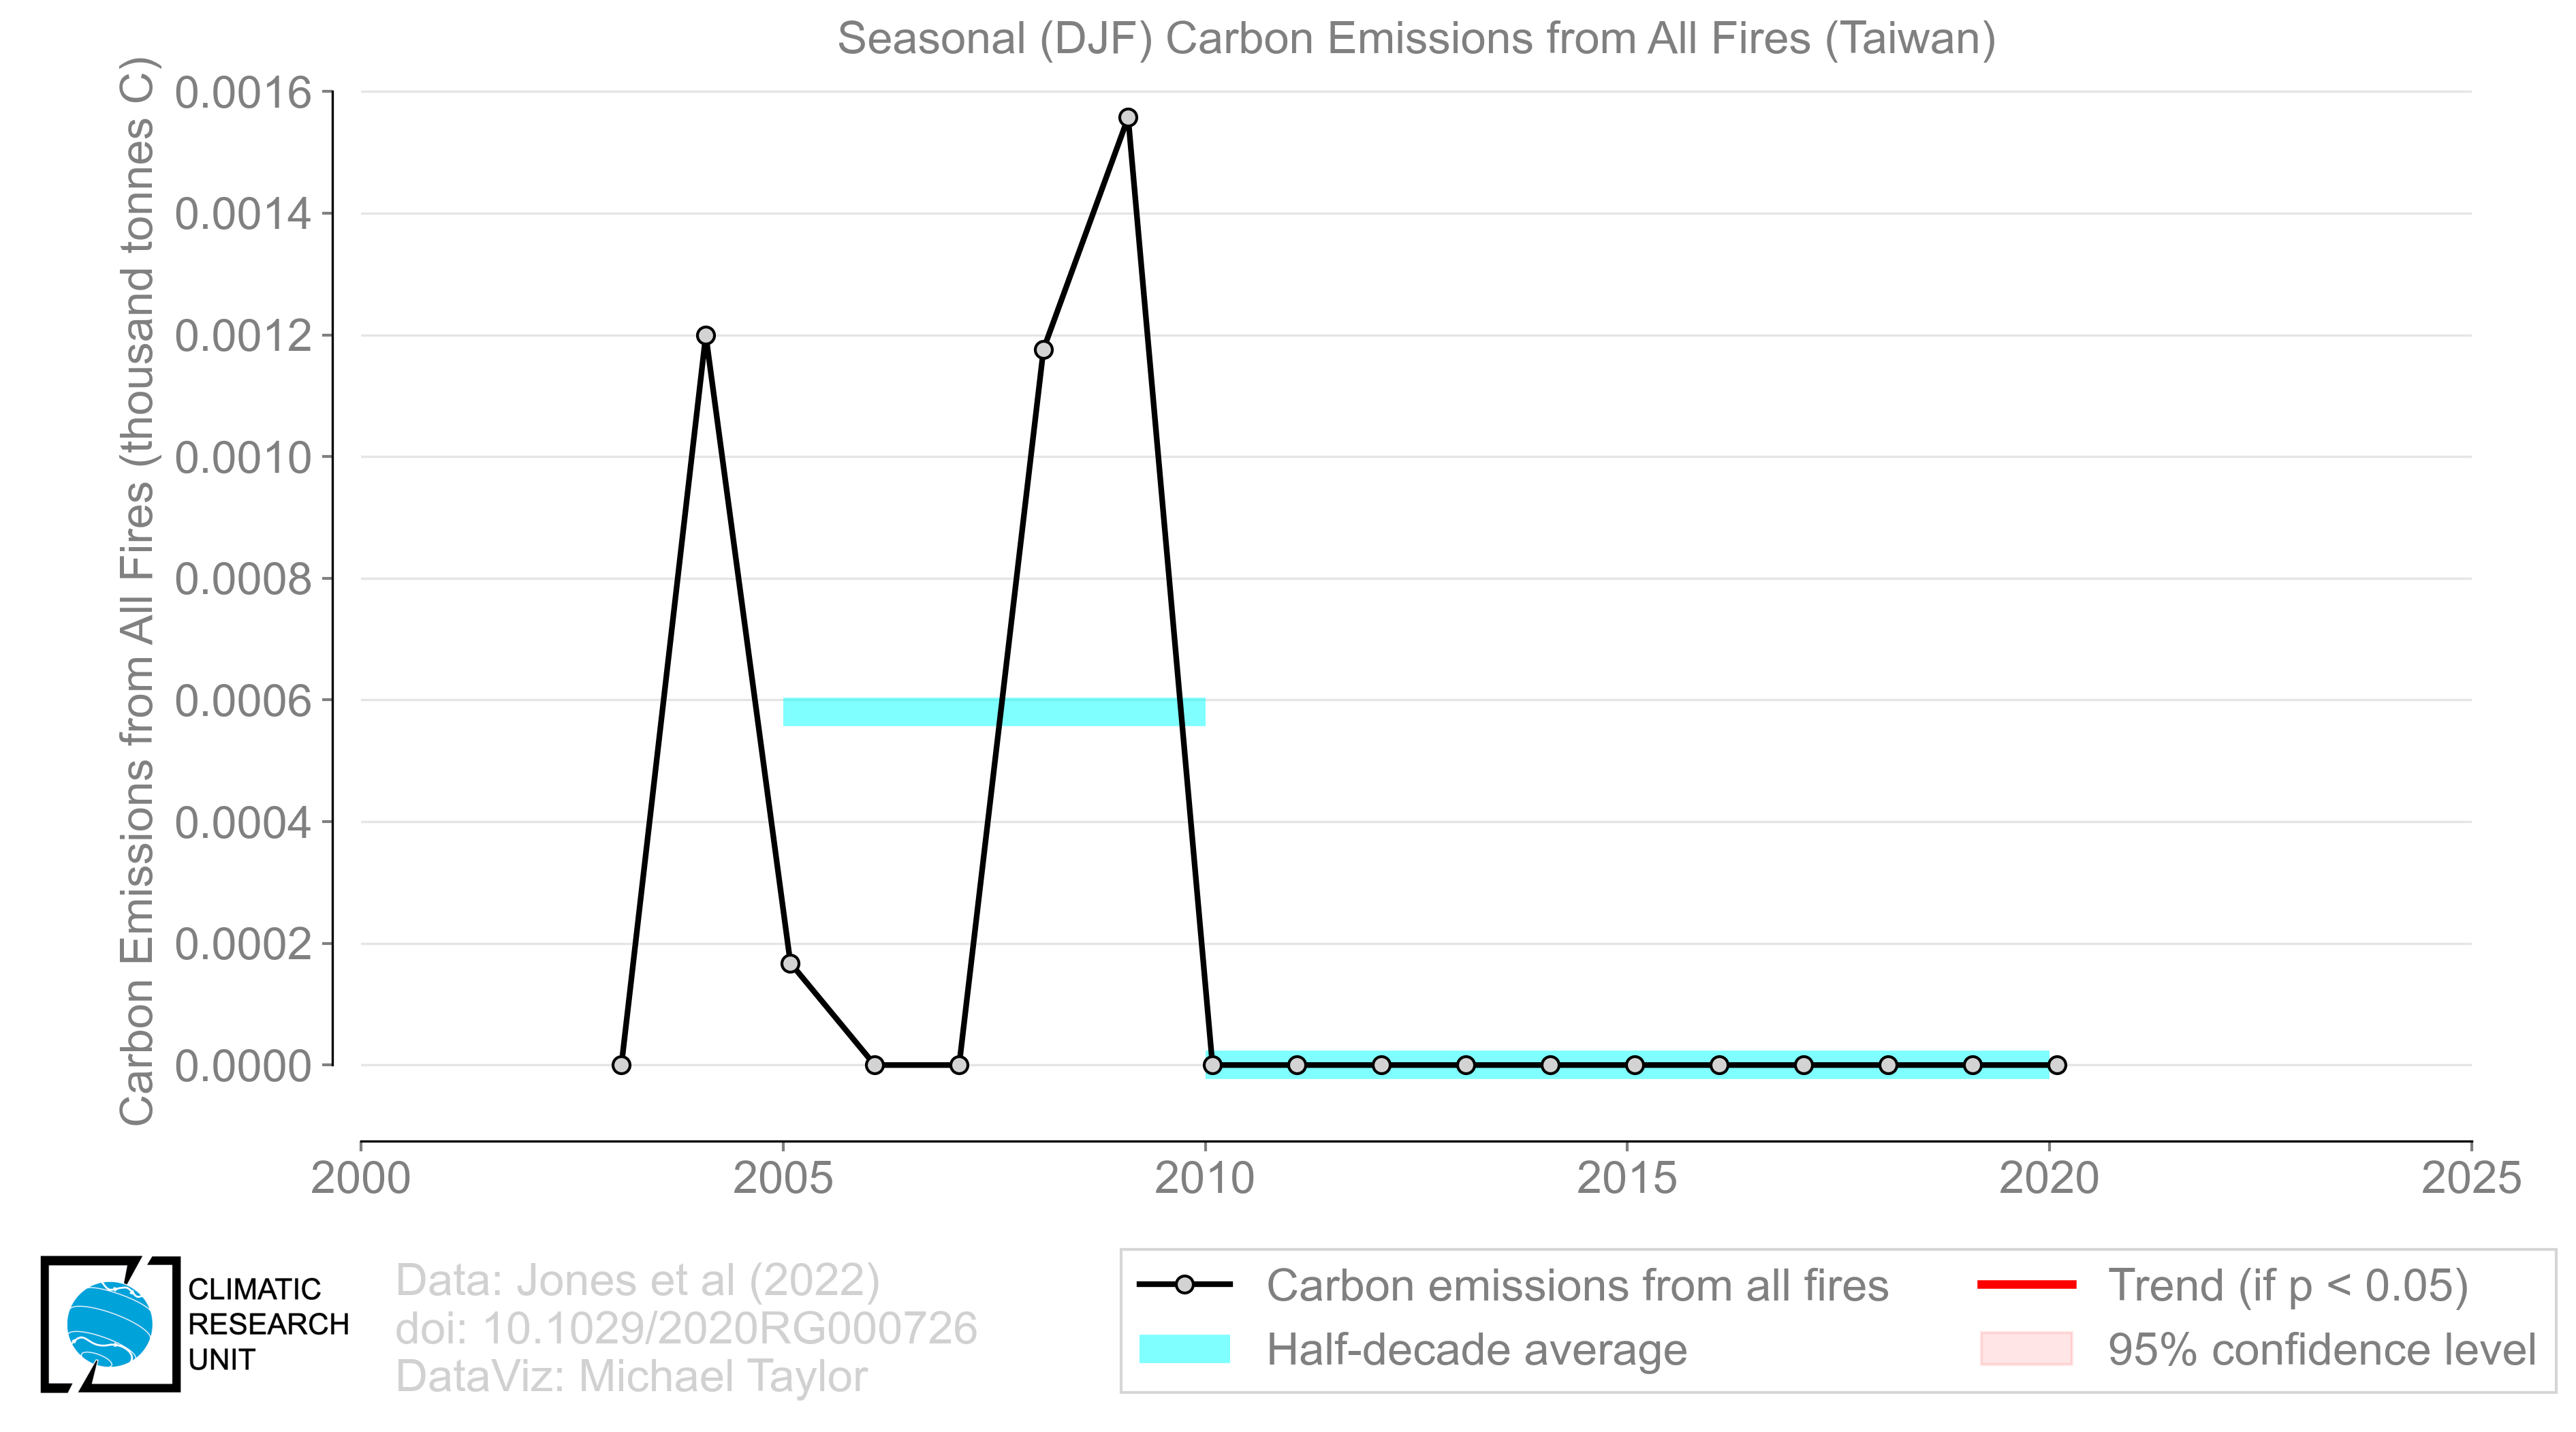 Seasonal (DJF) Carbon Emissions from All Fires (Taiwan)
Carbon Emissions from All Fires (thousand tonnes C)
0.0016
0.0014
0.0012
0.0010
0.0008
0.0006
0.0004
0.0002
0.0000
2000 2005 2010 2015 2020 2025
CLIMATIC
RESEARCH
UNIT
Data: Jones et al (2022)
doi: 10.1029/2020RG000726
DataViz: Michael Taylor
Carbon emissions from all fires
Half-decade average
Trend (if p < 0.05)
95% confidence level